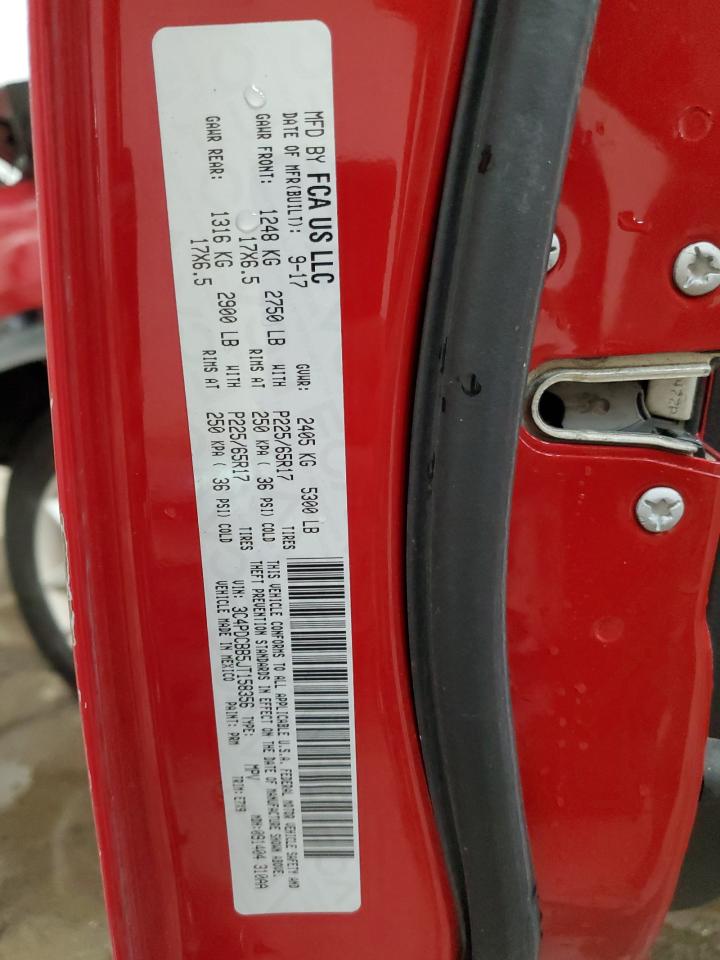 MFD BY FCA US LLC
DATE OF MFR(BUILT): 9-17 GVWR: 2405 KG 5300 LB
GAWR FRONT: 1248 KG 2750 LB WITH P225/65R17 TIRES
17X6.5 RIMS AT 250 KPA ( 36 PSI) COLD
GAWR REAR: 1316 KG 2900 LB WITH P225/65R17 TIRES
17X6.5 RIMS AT 250 KPA ( 36 PSI) COLD
THIS VEHICLE CONFORMS TO ALL APPLICABLE U.S.A. FEDERAL MOTOR VEHICLE SAFETY AND
THEFT PREVENTION STANDARDS IN EFFECT ON THE DATE OF MANUFACTURE SHOWN ABOVE.
VIN: 3C4PDCBB5JT158356 TYPE: MPV MDH:091404 310AA
VEHICLE MADE IN MEXICO PAINT: PRM